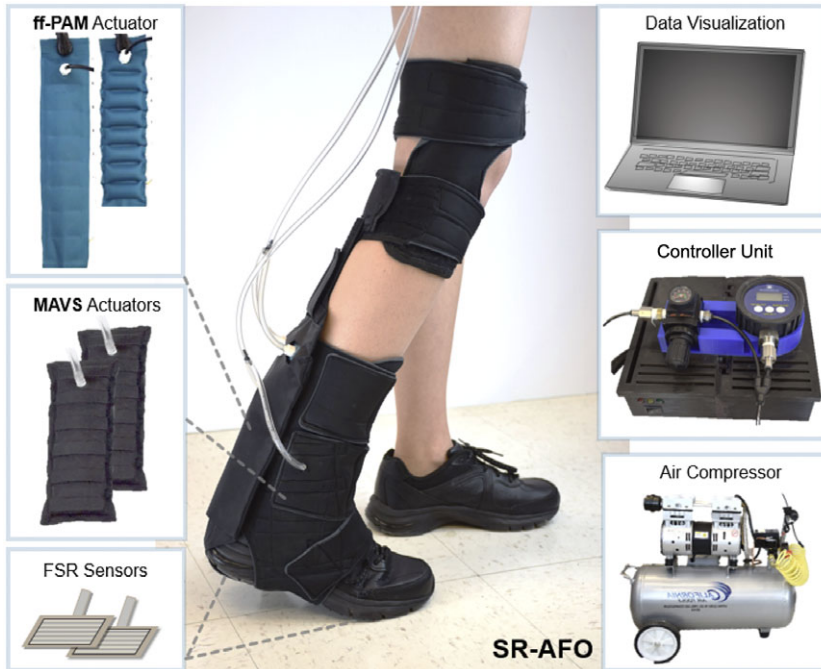 ff-PAM Actuator
Data Visualization
Controller Unit
MAVS Actuators
Air Compressor
FSR Sensors
SR-AFO